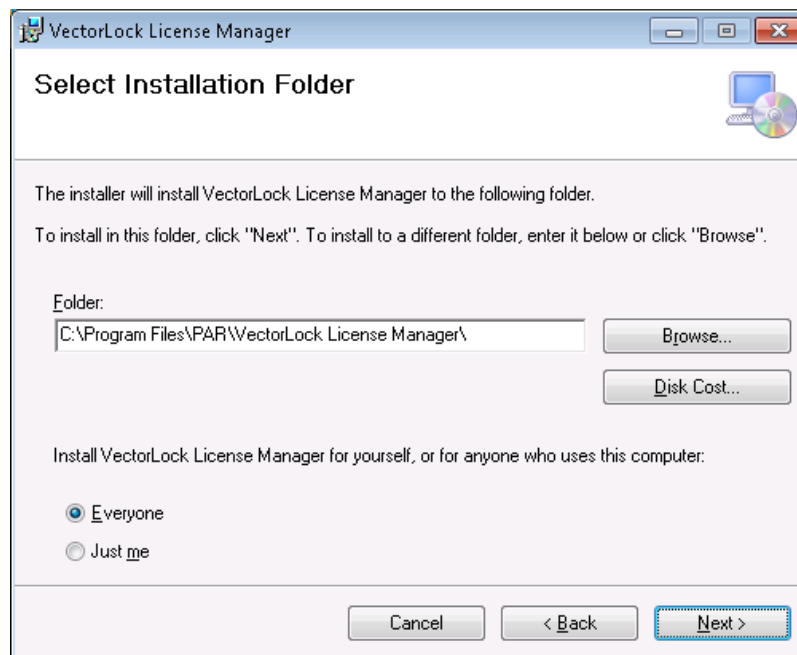 VectorLock License Manager
Select Installation Folder
The installer will install VectorLock License Manager to the following folder.
To install in this folder, click "Next". To install to a different folder, enter it below or click "Browse".
Folder:
C:\Program Files\PAR\VectorLock License Manager\
Browse...
Disk Cost...
Install VectorLock License Manager for yourself, or for anyone who uses this computer:
Everyone
Just me
Cancel
< Back
Next >